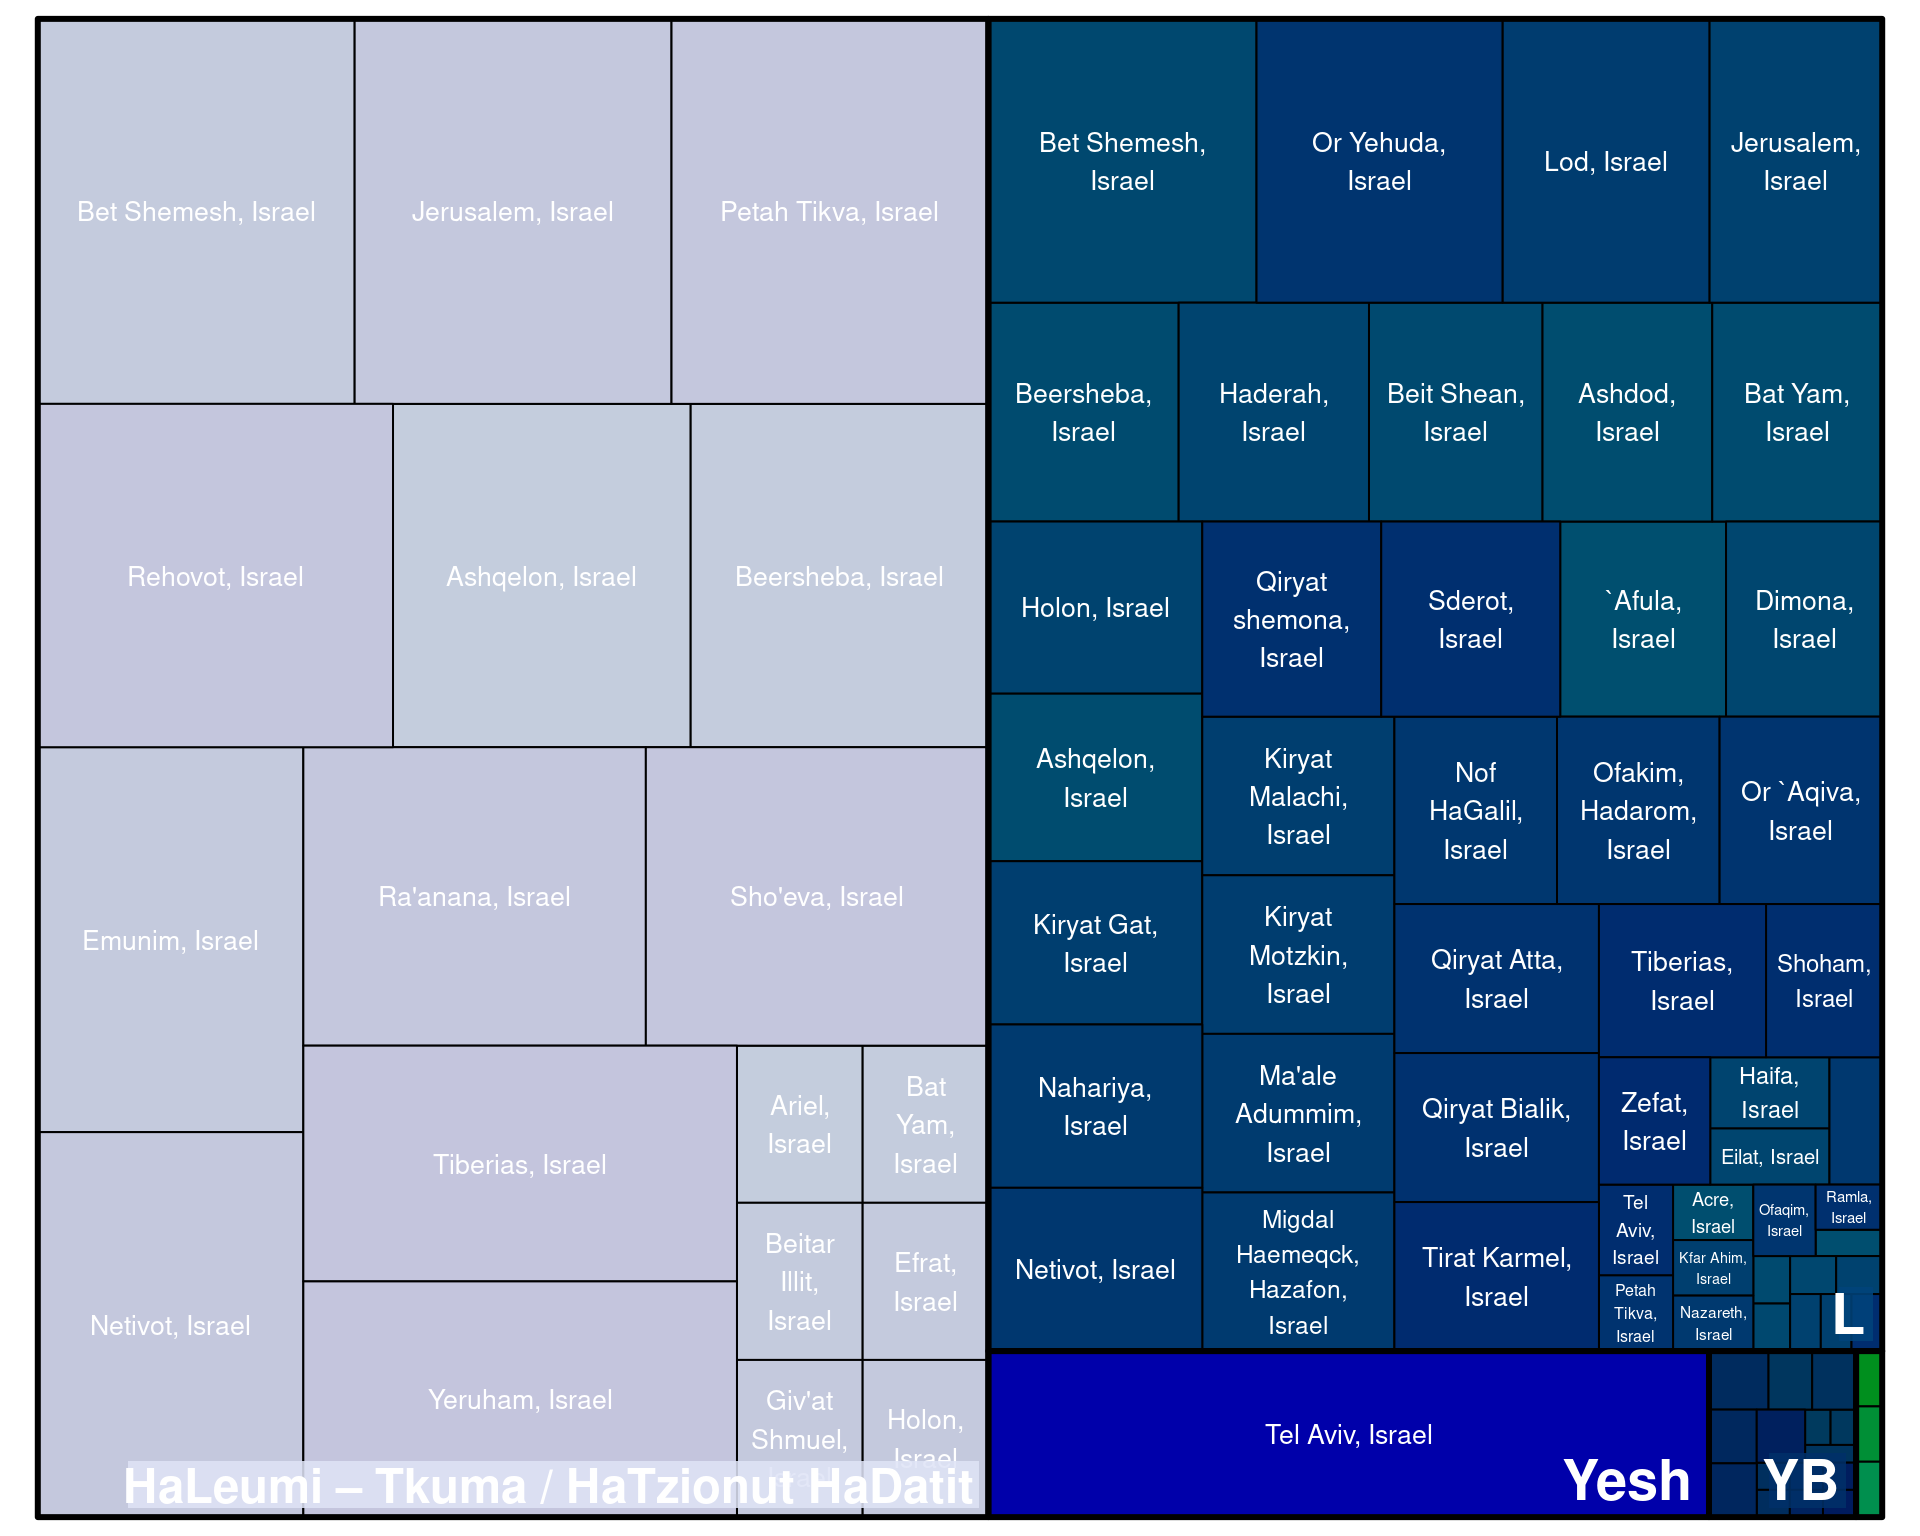 Bet Shemesh, Israel
Jerusalem, Israel
Petah Tikva, Israel
Rehovot, Israel
Ashqelon, Israel
Beersheba, Israel
Emunim, Israel
Ra'anana, Israel
Sho'eva, Israel
Netivot, Israel
Tiberias, Israel
Yeruham, Israel
Ariel,
Israel
Bat
Yam,
Israel
Beitar
Illit,
Israel
Efrat,
Israel
Giv'at
Shmuel,
Holon,
Israel
HaLeumi – Tkuma / HaTzionut HaDatit
Bet Shemesh,
Israel
Or Yehuda,
Israel
Lod, Israel
Jerusalem,
Israel
Beersheba,
Israel
Haderah,
Israel
Beit Shean,
Israel
Ashdod,
Israel
Bat Yam,
Israel
Holon, Israel
Qiryat
shemona,
Israel
Sderot,
Israel
`Afula,
Israel
Dimona,
Israel
Ashqelon,
Israel
Kiryat
Malachi,
Israel
Nof
HaGalil,
Israel
Ofakim,
Hadarom,
Israel
Or `Aqiva,
Israel
Kiryat Gat,
Israel
Kiryat
Motzkin,
Israel
Qiryat Atta,
Israel
Tiberias,
Israel
Shoham,
Israel
Nahariya,
Israel
Ma'ale
Adummim,
Israel
Qiryat Bialik,
Israel
Zefat,
Israel
Haifa,
Israel
Eilat, Israel
Netivot, Israel
Migdal
Haemeqck,
Hazafon,
Israel
Tirat Karmel,
Israel
Tel
Aviv,
Israel
Acre,
Israel
Ofaqim,
Israel
Ramla,
Israel
Kfar Ahim,
Israel
Petah
Tikva,
Israel
Nazareth,
Israel
L
Tel Aviv, Israel
Yesh
YB